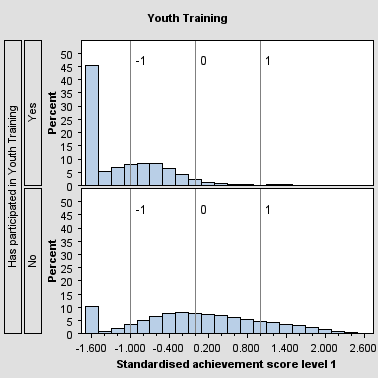 Youth Training
Has participated in Youth Training
Yes
Percent
50
45
40
35
30
25
20
15
10
5
0
-1 0 1
No
Percent
50
45
40
35
30
25
20
15
10
5
0
-1 0 1
-1.600 -1.000 -0.400 0.200 0.800 1.400 2.000 2.600
Standardised achievement score level 1